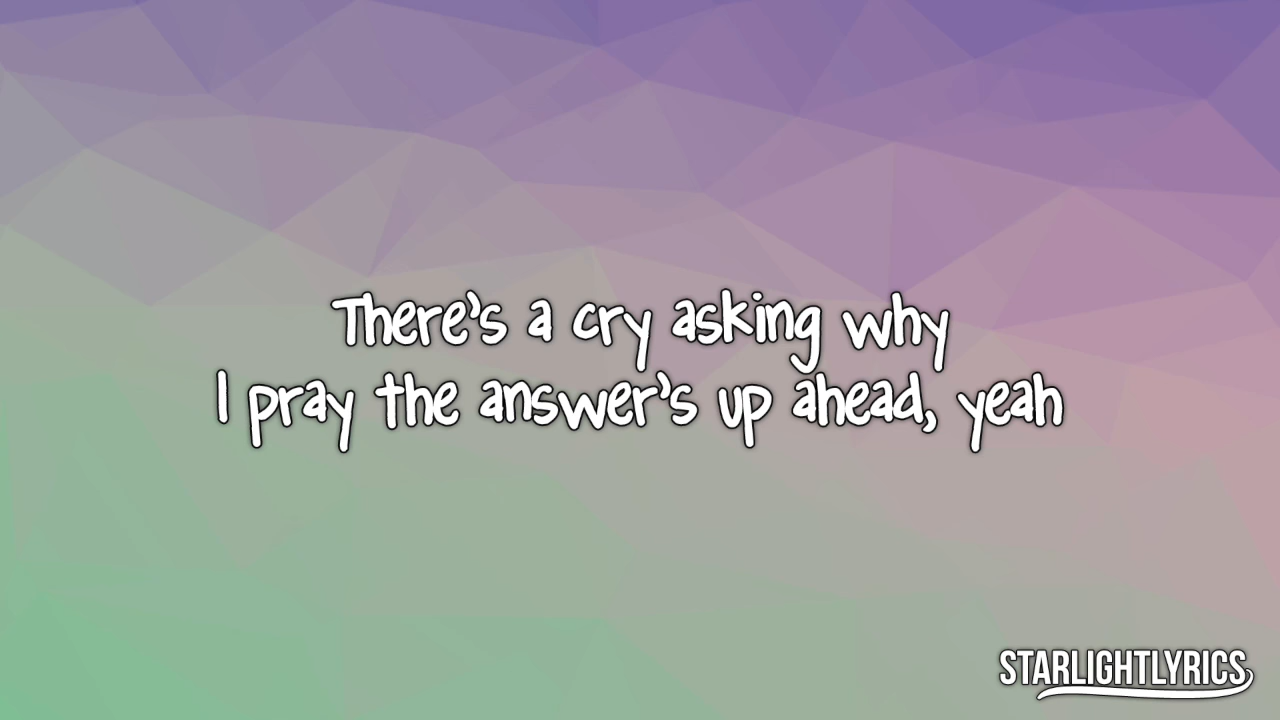 There's a cry asking why
I pray the answer's up ahead, yeah
STARLIGHTLYRICS